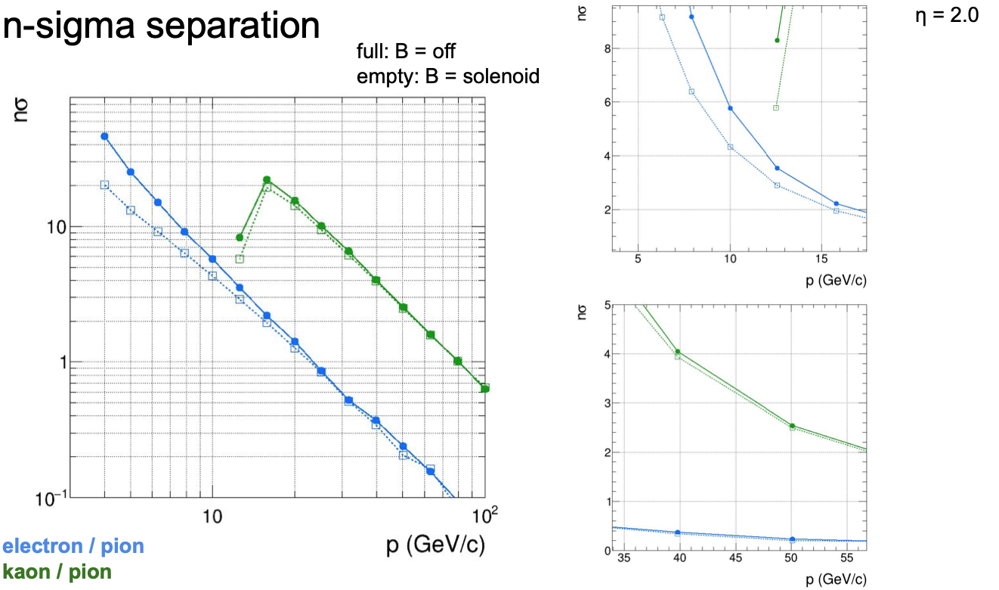 n-sigma separation
full: B = off
empty: B = solenoid
η = 2.0
nσ
10
1
10⁻¹
10
10²
p (GeV/c)
electron / pion
kaon / pion
nσ
8
6
4
2
5
10
15
p (GeV/c)
nσ
5
4
3
2
1
0
35
40
45
50
55
p (GeV/c)